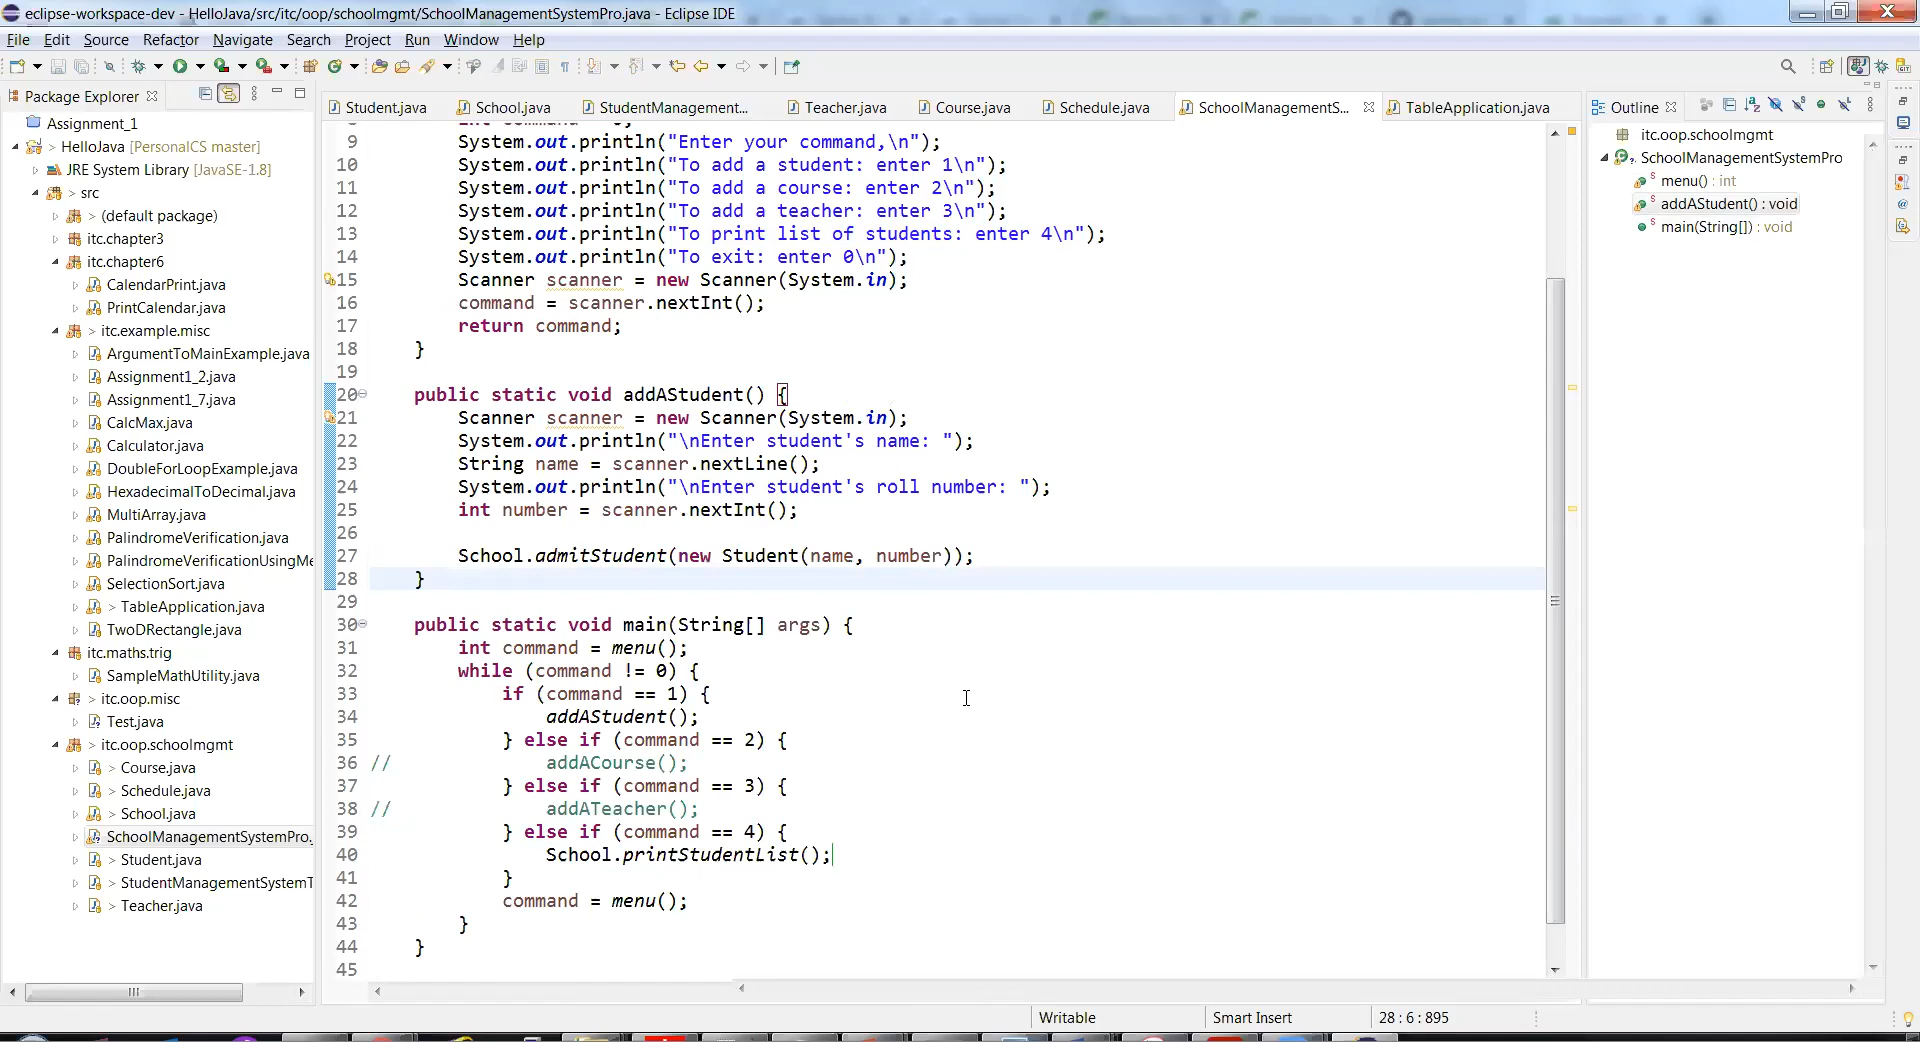 eclipse-workspace-dev - HelloJava/src/itc/oop/schoolmgmt/SchoolManagementSystemPro.java - Eclipse IDE
File Edit Source Refactor Navigate Search Project Run Window Help
Package Explorer
Assignment_1
> HelloJava [PersonalCS master]
JRE System Library [JavaSE-1.8]
> src
> (default package)
itc.chapter3
itc.chapter6
CalendarPrint.java
PrintCalendar.java
> itc.example.misc
ArgumentToMainExample.java
Assignment1_2.java
Assignment1_7.java
CalcMax.java
Calculator.java
DoubleForLoopExample.java
HexadecimalToDecimal.java
MultiArray.java
PalindromeVerification.java
PalindromeVerificationUsingMe
SelectionSort.java
> TableApplication.java
TwoDRectangle.java
itc.maths.trig
SampleMathUtility.java
> itc.oop.misc
Test.java
> itc.oop.schoolmgmt
> Course.java
> Schedule.java
> School.java
SchoolManagementSystemPro.
> Student.java
> StudentManagementSystemT
> Teacher.java
Student.java School.java StudentManagement... Teacher.java Course.java Schedule.java SchoolManagementS... TableApplication.java
9 System.out.println("Enter your command,\n");
10 System.out.println("To add a student: enter 1\n");
11 System.out.println("To add a course: enter 2\n");
12 System.out.println("To add a teacher: enter 3\n");
13 System.out.println("To print list of students: enter 4\n");
14 System.out.println("To exit: enter 0\n");
15 Scanner scanner = new Scanner(System.in);
16 command = scanner.nextInt();
17 return command;
18 }
19
20 public static void addAStudent() {
21 Scanner scanner = new Scanner(System.in);
22 System.out.println("\nEnter student's name: ");
23 String name = scanner.nextLine();
24 System.out.println("\nEnter student's roll number: ");
25 int number = scanner.nextInt();
26
27 School.admitStudent(new Student(name, number));
28 }
29
30 public static void main(String[] args) {
31 int command = menu();
32 while (command != 0) {
33 if (command == 1) {
34 addAStudent();
35 } else if (command == 2) {
36 // addACourse();
37 } else if (command == 3) {
38 // addATeacher();
39 } else if (command == 4) {
40 School.printStudentList();
41 }
42 command = menu();
43 }
44 }
45
Outline
itc.oop.schoolmgmt
SchoolManagementSystemPro
menu() : int
addAStudent() : void
main(String[]) : void
Writable Smart Insert 28 : 6 : 895